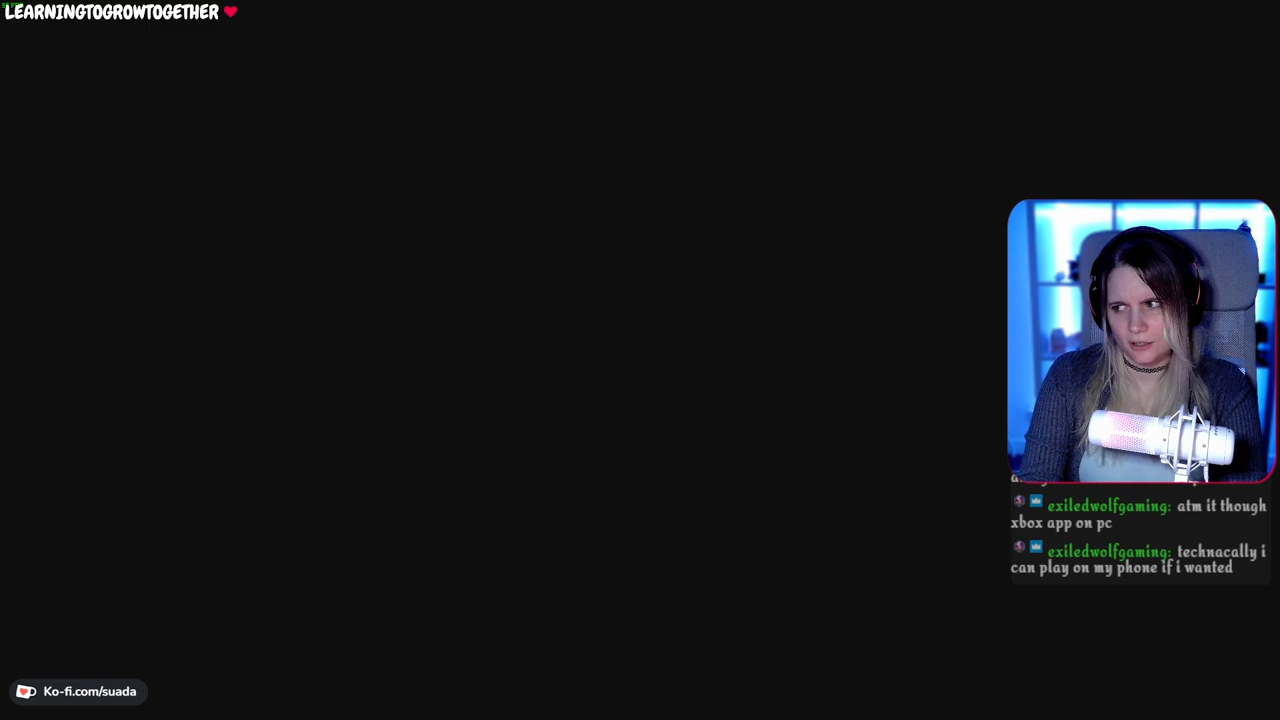 LEARNINGTOGROWTOGETHER
exiledwolfgaming: atm it though
xbox app on pc
exiledwolfgaming: technacally i
can play on my phone if i wanted
Ko-fi.com/suada